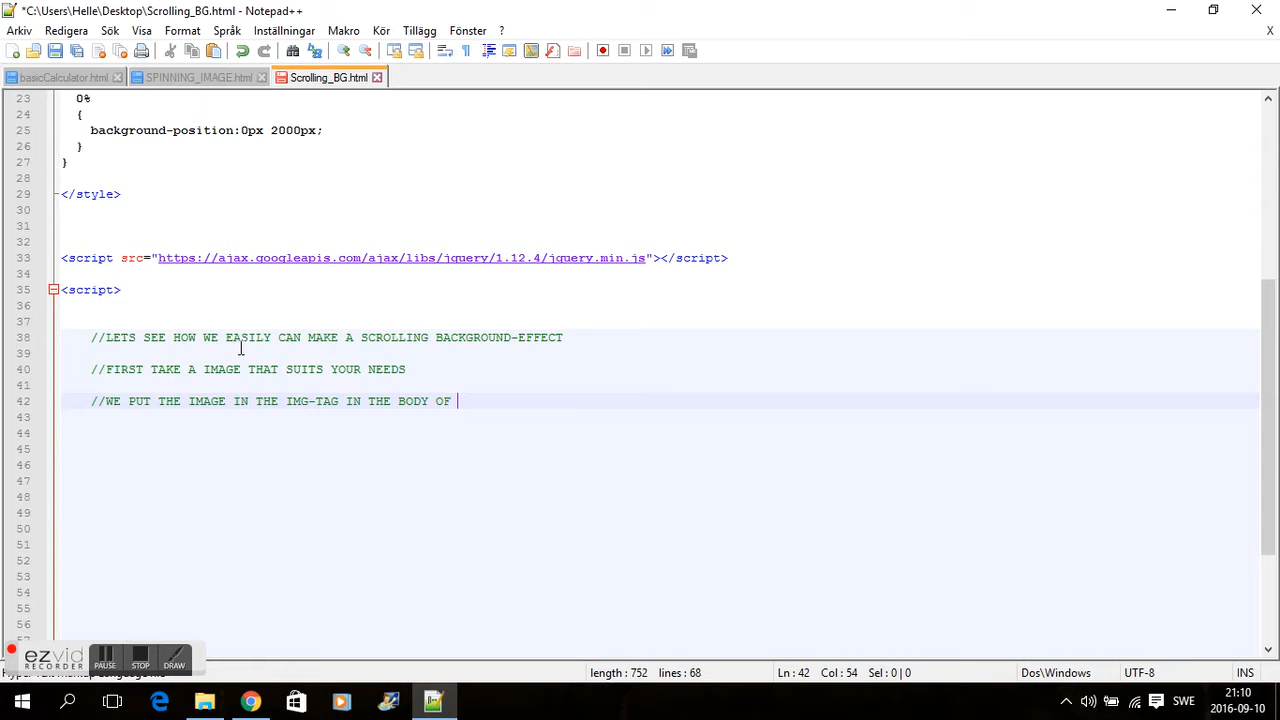 *C:\Users\Helle\Desktop\Scrolling_BG.html - Notepad++
Arkiv Redigera Sök Visa Format Språk Inställningar Makro Kör Tillägg Fönster ? X
basicCalculator.html SPINNING_IMAGE.html Scrolling_BG.html
23 0%
24 {
25 background-position:0px 2000px;
26 }
27 }
28
29 </style>
30
31
32
33 <script src="https://ajax.googleapis.com/ajax/libs/jquery/1.12.4/jquery.min.js"></script>
34
35 <script>
36
37
38 //LETS SEE HOW WE EASILY CAN MAKE A SCROLLING BACKGROUND-EFFECT
39
40 //FIRST TAKE A IMAGE THAT SUITS YOUR NEEDS
41
42 //WE PUT THE IMAGE IN THE IMG-TAG IN THE BODY OF
43
44
45
46
47
48
49
50
51
52
53
54
55
56
ezvid RECORDER PAUSE STOP DRAW
length : 752 lines : 68 Ln : 42 Col : 54 Sel : 0 | 0 Dos\Windows UTF-8 INS
SWE 21:10
2016-09-10